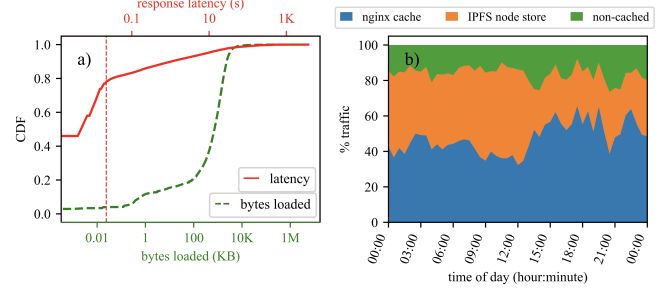 response latency (s)
0.1 10 1K
1.0
0.8
0.6
0.4
0.2
0.0
CDF
a)
latency
bytes loaded
0.01 1 100 10K 1M
bytes loaded (KB)
nginx cache IPFS node store non-cached
100
80
60
40
20
0
% traffic
b)
00:00 03:00 06:00 09:00 12:00 15:00 18:00 21:00 00:00
time of day (hour:minute)